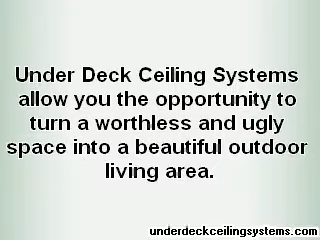 Under Deck Ceiling Systems
allow you the opportunity to
turn a worthless and ugly
space into a beautiful outdoor
living area.
underdeckceilingsystems.com